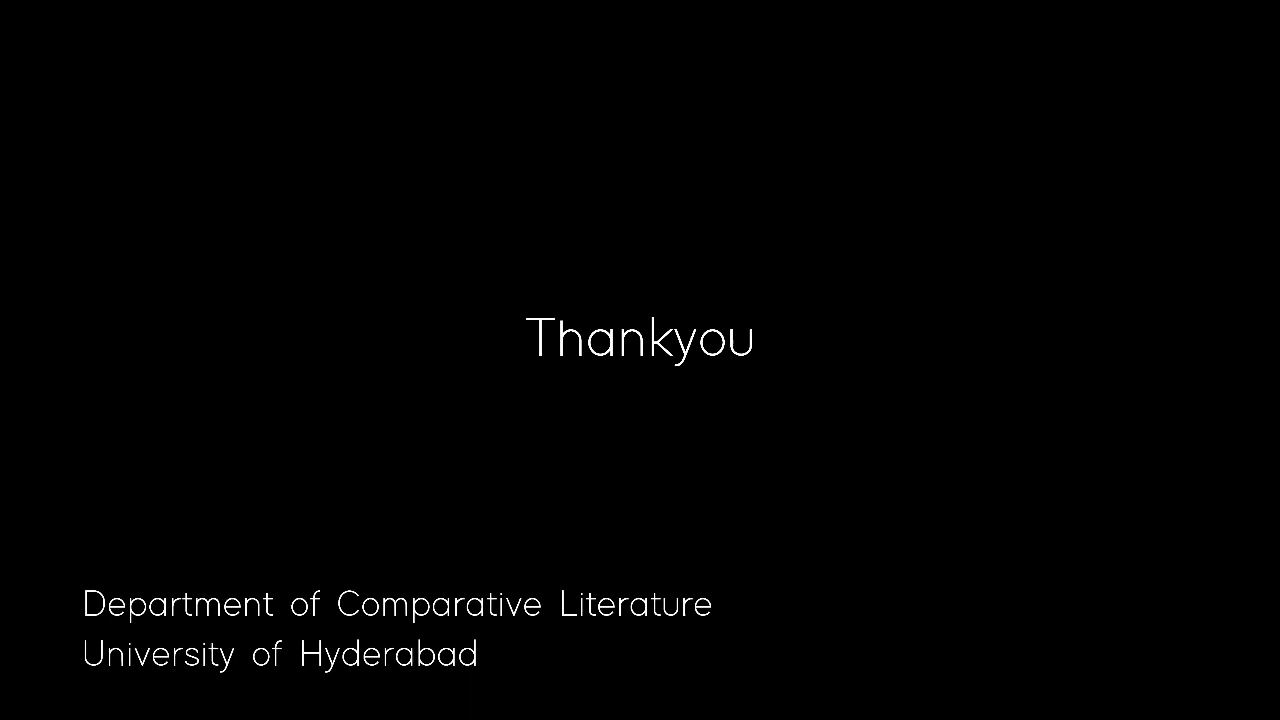 Thankyou
Department of Comparative Literature
University of Hyderabad